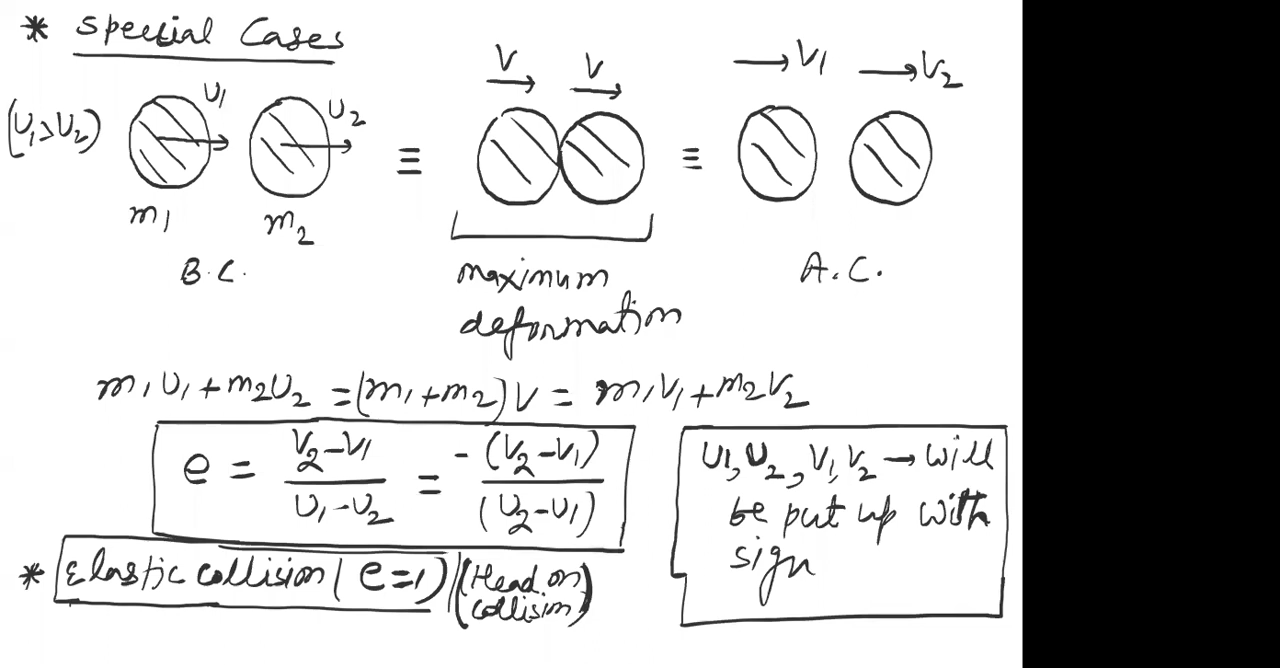 * Special Cases
(U1>U2) U1 U2 V V → V1 → V2
≡ ≡
m1 m2
B.C. maximum A.C.
deformation
m1U1+m2U2 =(m1+m2)V = m1V1+m2V2
e = V2-V1 / U1-U2 = -(V2-V1) / (U2-U1)
U1, U2, V1, V2 → will
be put up with
sign
* Elastic collision (e=1) (Head on
collision)